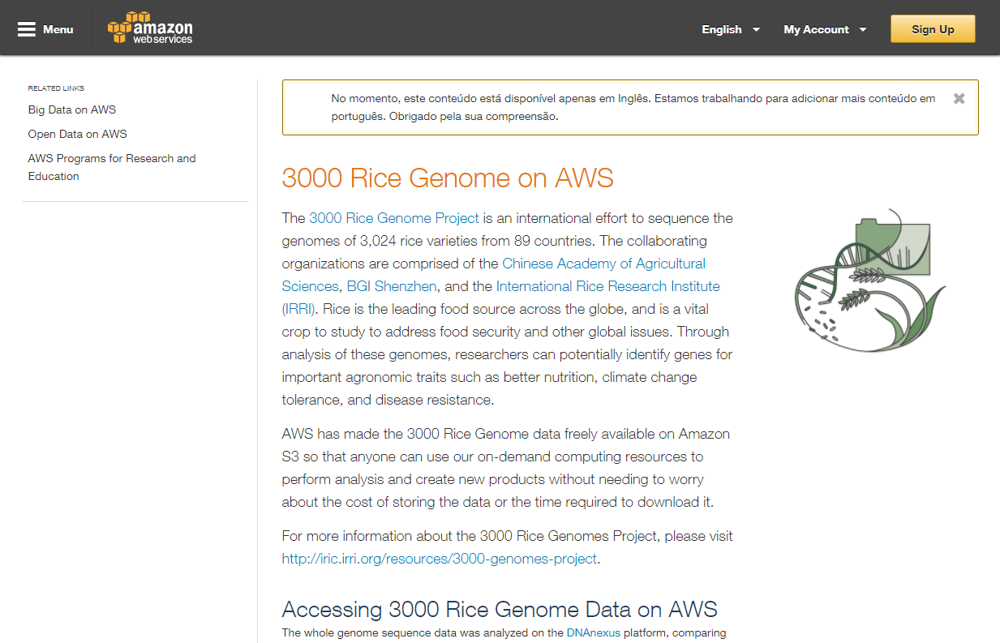 Menu
amazon
web services
English
My Account
Sign Up
RELATED LINKS
Big Data on AWS
Open Data on AWS
AWS Programs for Research and
Education
No momento, este conteúdo está disponível apenas em Inglês. Estamos trabalhando para adicionar mais conteúdo em
português. Obrigado pela sua compreensão.
3000 Rice Genome on AWS
The 3000 Rice Genome Project is an international effort to sequence the
genomes of 3,024 rice varieties from 89 countries. The collaborating
organizations are comprised of the Chinese Academy of Agricultural
Sciences, BGI Shenzhen, and the International Rice Research Institute
(IRRI). Rice is the leading food source across the globe, and is a vital
crop to study to address food security and other global issues. Through
analysis of these genomes, researchers can potentially identify genes for
important agronomic traits such as better nutrition, climate change
tolerance, and disease resistance.
AWS has made the 3000 Rice Genome data freely available on Amazon
S3 so that anyone can use our on-demand computing resources to
perform analysis and create new products without needing to worry
about the cost of storing the data or the time required to download it.
For more information about the 3000 Rice Genomes Project, please visit
http://iric.irri.org/resources/3000-genomes-project.
Accessing 3000 Rice Genome Data on AWS
The whole genome sequence data was analyzed on the DNAnexus platform, comparing